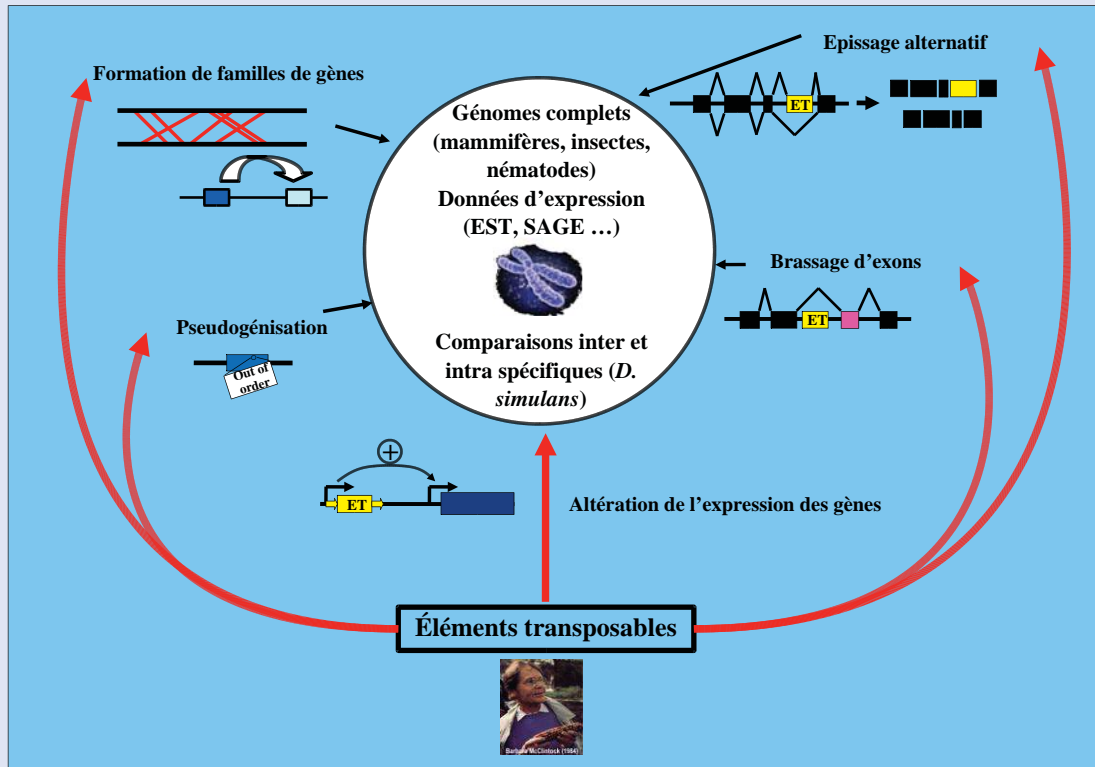 Formation de familles de gènes
Epissage alternatif
ET
Génomes complets
(mammifères, insectes,
nématodes)
Données d'expression
(EST, SAGE …)
Comparaisons inter et
intra spécifiques (D.
simulans)
Pseudogénisation
Out of
order
Brassage d'exons
ET
+
ET
Altération de l'expression des gènes
Éléments transposables
Barbara McClintock (1984)